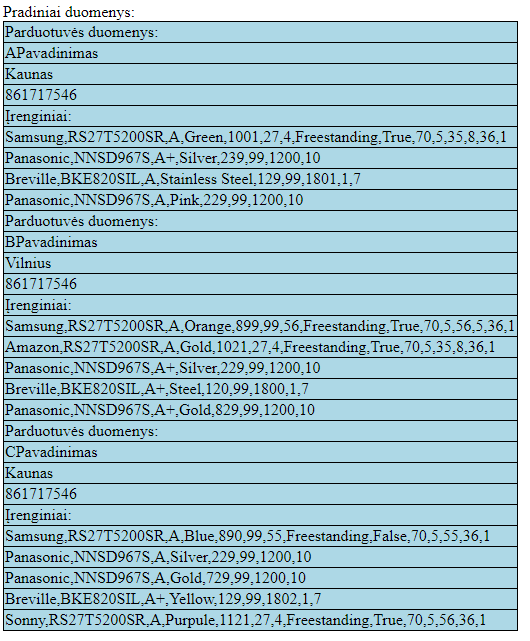 Pradiniai duomenys:
Parduotuvės duomenys:
APavadinimas
Kaunas
861717546
Įrenginiai:
Samsung,RS27T5200SR,A,Green,1001,27,4,Freestanding,True,70,5,35,8,36,1
Panasonic,NNSD967S,A+,Silver,239,99,1200,10
Breville,BKE820SIL,A,Stainless Steel,129,99,1801,1,7
Panasonic,NNSD967S,A,Pink,229,99,1200,10
Parduotuvės duomenys:
BPavadinimas
Vilnius
861717546
Įrenginiai:
Samsung,RS27T5200SR,A,Orange,899,99,56,Freestanding,True,70,5,56,5,36,1
Amazon,RS27T5200SR,A,Gold,1021,27,4,Freestanding,True,70,5,35,8,36,1
Panasonic,NNSD967S,A+,Silver,229,99,1200,10
Breville,BKE820SIL,A+,Steel,120,99,1800,1,7
Panasonic,NNSD967S,A+,Gold,829,99,1200,10
Parduotuvės duomenys:
CPavadinimas
Kaunas
861717546
Įrenginiai:
Samsung,RS27T5200SR,A,Blue,890,99,55,Freestanding,False,70,5,55,36,1
Panasonic,NNSD967S,A,Silver,229,99,1200,10
Panasonic,NNSD967S,A,Gold,729,99,1200,10
Breville,BKE820SIL,A+,Yellow,129,99,1802,1,7
Sonny,RS27T5200SR,A,Purpule,1121,27,4,Freestanding,True,70,5,56,36,1